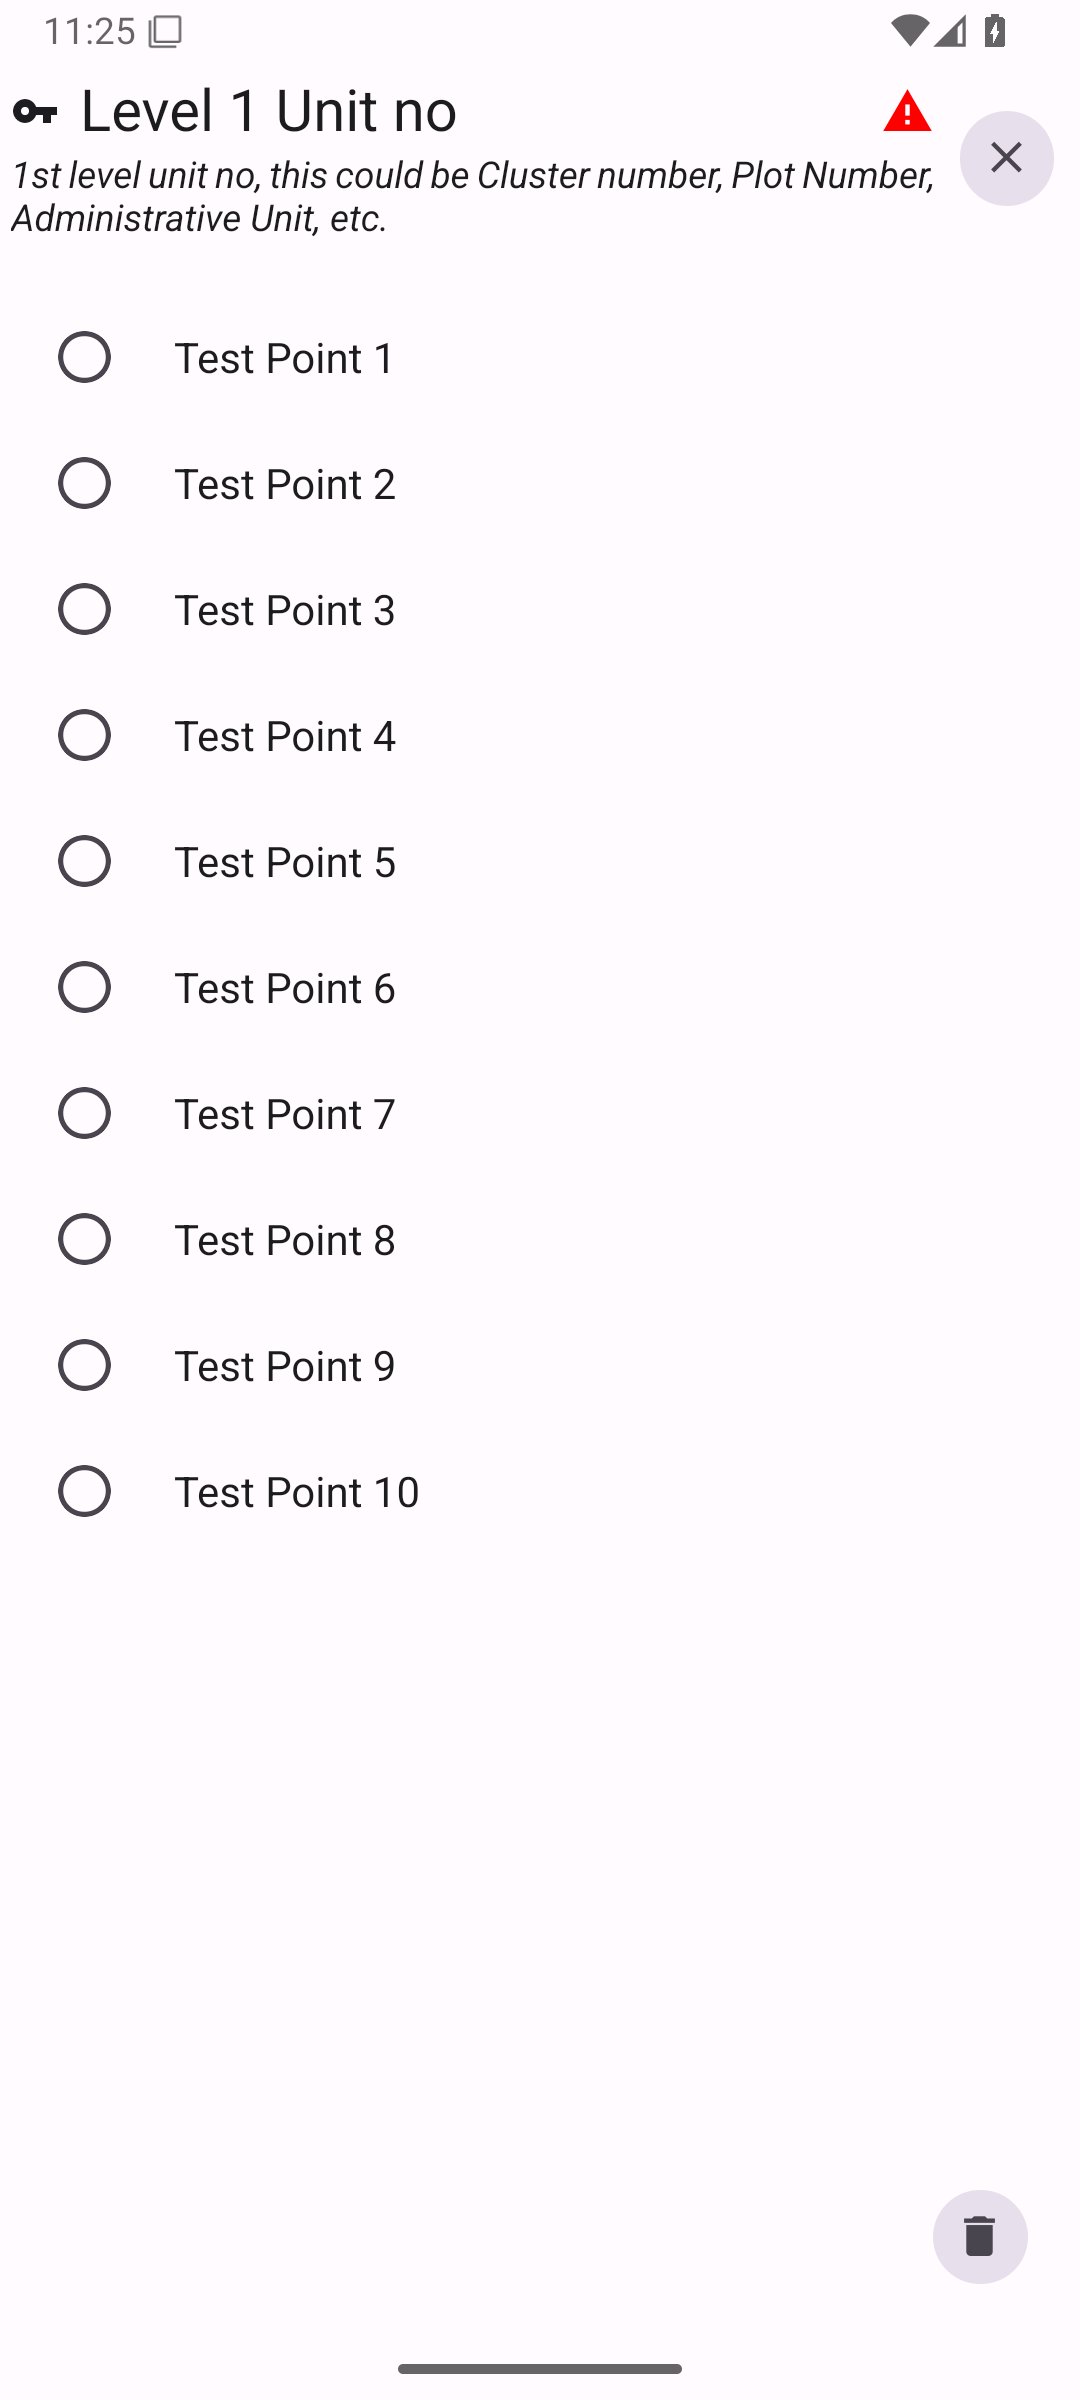 11:25
Level 1 Unit no
1st level unit no, this could be Cluster number, Plot Number,
Administrative Unit, etc.
Test Point 1
Test Point 2
Test Point 3
Test Point 4
Test Point 5
Test Point 6
Test Point 7
Test Point 8
Test Point 9
Test Point 10